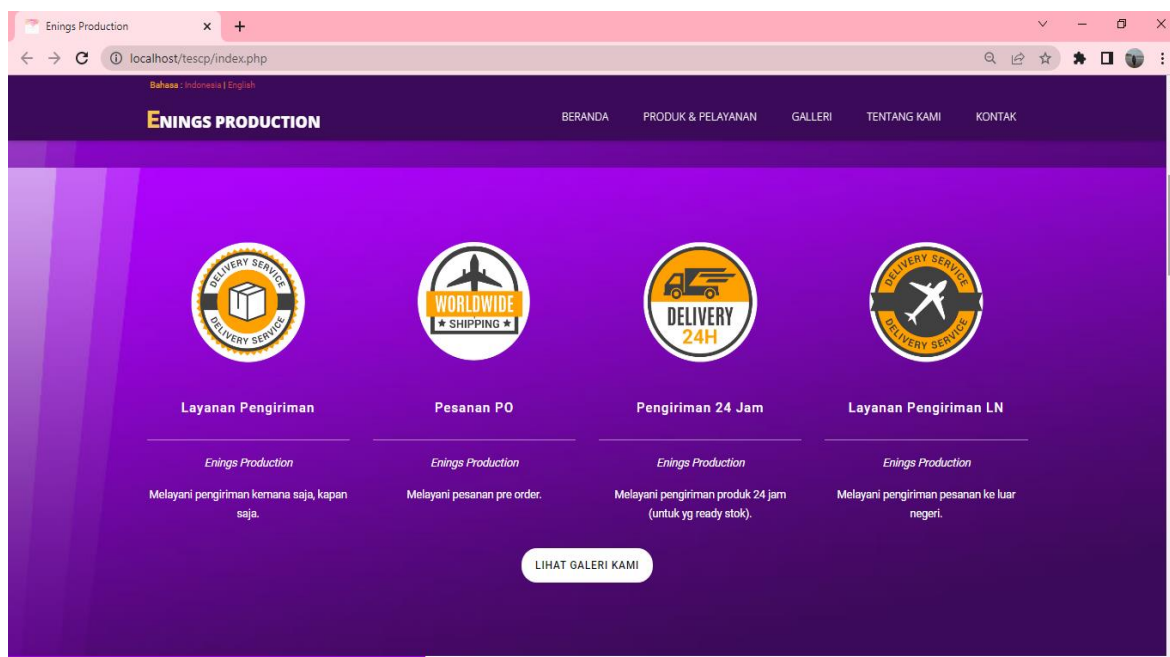 Enings Production
localhost/tescp/index.php
Bahasa : Indonesia | English
ENINGS PRODUCTION
BERANDA PRODUK & PELAYANAN GALLERI TENTANG KAMI KONTAK
DELIVERY SERVICE
DELIVERY SERVICE
WORLDWIDE
★ SHIPPING ★
DELIVERY
24H
DELIVERY SERVICE
DELIVERY SERVICE
Layanan Pengiriman
Pesanan PO
Pengiriman 24 Jam
Layanan Pengiriman LN
Enings Production
Melayani pengiriman kemana saja, kapan
saja.
Enings Production
Melayani pesanan pre order.
Enings Production
Melayani pengiriman produk 24 jam
(untuk yg ready stok).
Enings Production
Melayani pengiriman pesanan ke luar
negeri.
LIHAT GALERI KAMI